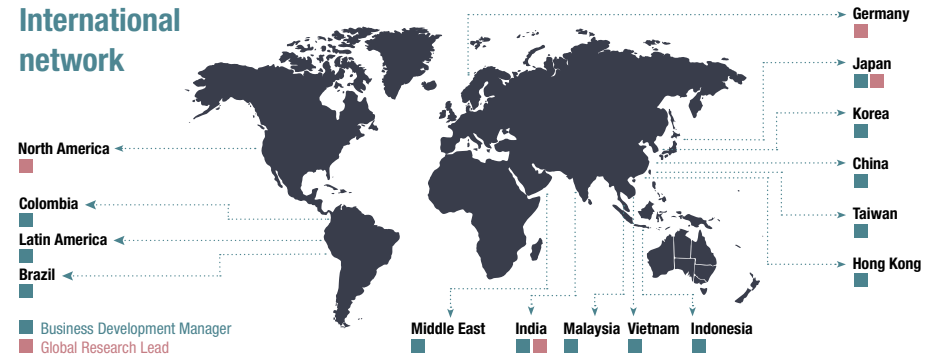 International
network
North America
Colombia
Latin America
Brazil
Business Development Manager
Global Research Lead
Middle East
India
Malaysia
Vietnam
Indonesia
Germany
Japan
Korea
China
Taiwan
Hong Kong